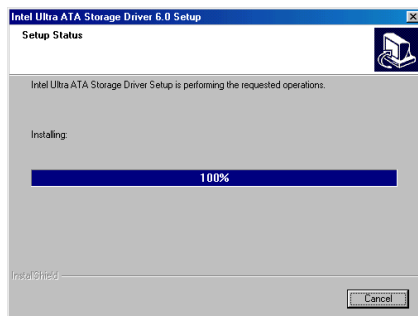 Intel Ultra ATA Storage Driver 6.0 Setup
Setup Status
Intel Ultra ATA Storage Driver Setup is performing the requested operations.
Installing:
100%
InstallShield
Cancel